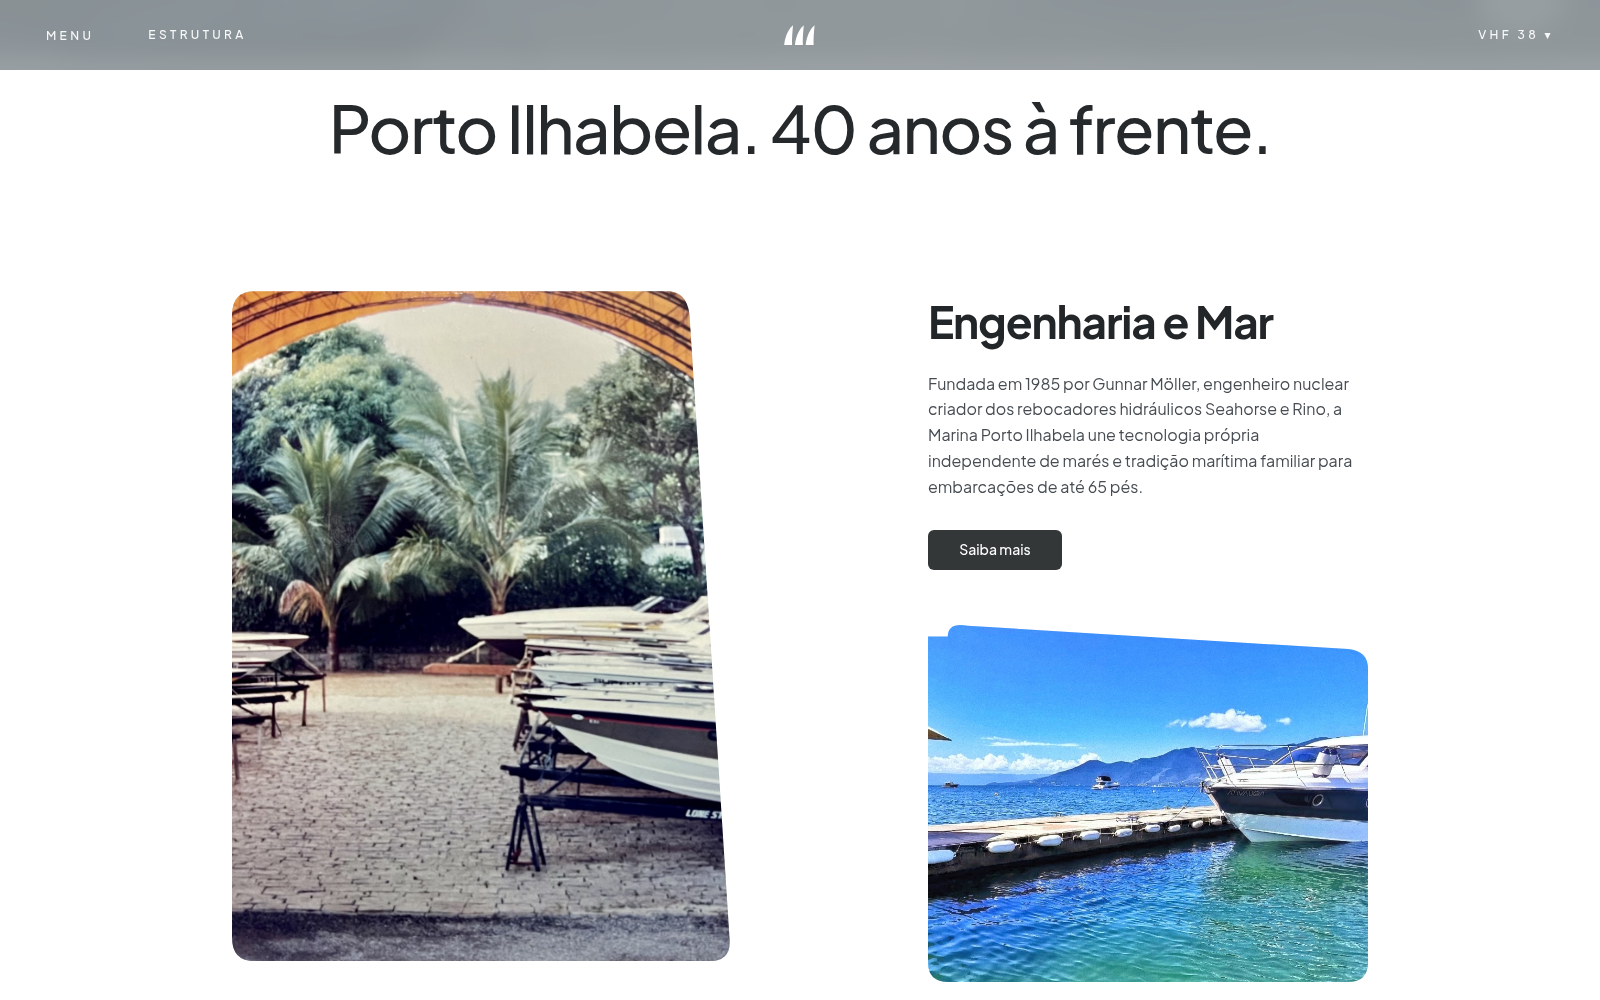 MENU
ESTRUTURA
VHF 38 ▾
Porto Ilhabela. 40 anos à frente.
Engenharia e Mar
Fundada em 1985 por Gunnar Möller, engenheiro nuclear
criador dos rebocadores hidráulicos Seahorse e Rino, a
Marina Porto Ilhabela une tecnologia própria
independente de marés e tradição marítima familiar para
embarcações de até 65 pés.
Saiba mais